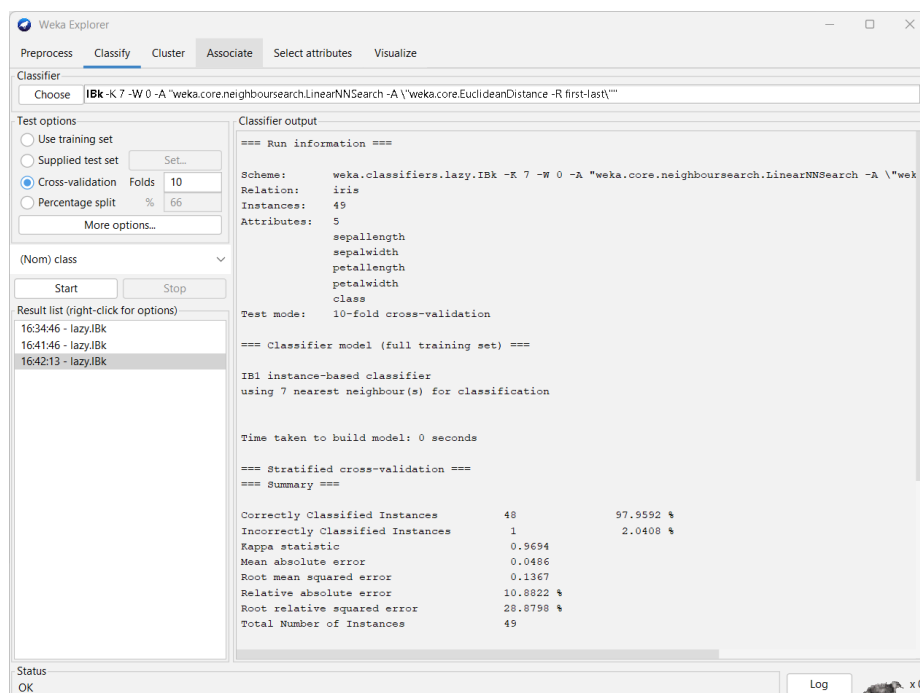 Weka Explorer
Preprocess Classify Cluster Associate Select attributes Visualize
Classifier
Choose IBk -K 7 -W 0 -A "weka.core.neighboursearch.LinearNNSearch -A \"weka.core.EuclideanDistance -R first-last\""
Test options
Use training set
Supplied test set Set...
Cross-validation Folds 10
Percentage split % 66
More options...
(Nom) class
Start Stop
Result list (right-click for options)
16:34:46 - lazy.IBk
16:41:46 - lazy.IBk
16:42:13 - lazy.IBk
Classifier output
=== Run information ===
Scheme: weka.classifiers.lazy.IBk -K 7 -W 0 -A "weka.core.neighboursearch.LinearNNSearch -A \"wek
Relation: iris
Instances: 49
Attributes: 5
sepallength
sepalwidth
petallength
petalwidth
class
Test mode: 10-fold cross-validation
=== Classifier model (full training set) ===
IB1 instance-based classifier
using 7 nearest neighbour(s) for classification
Time taken to build model: 0 seconds
=== Stratified cross-validation ===
=== Summary ===
Correctly Classified Instances 48 97.9592 %
Incorrectly Classified Instances 1 2.0408 %
Kappa statistic 0.9694
Mean absolute error 0.0486
Root mean squared error 0.1367
Relative absolute error 10.8822 %
Root relative squared error 28.8798 %
Total Number of Instances 49
Status
OK
Log
x